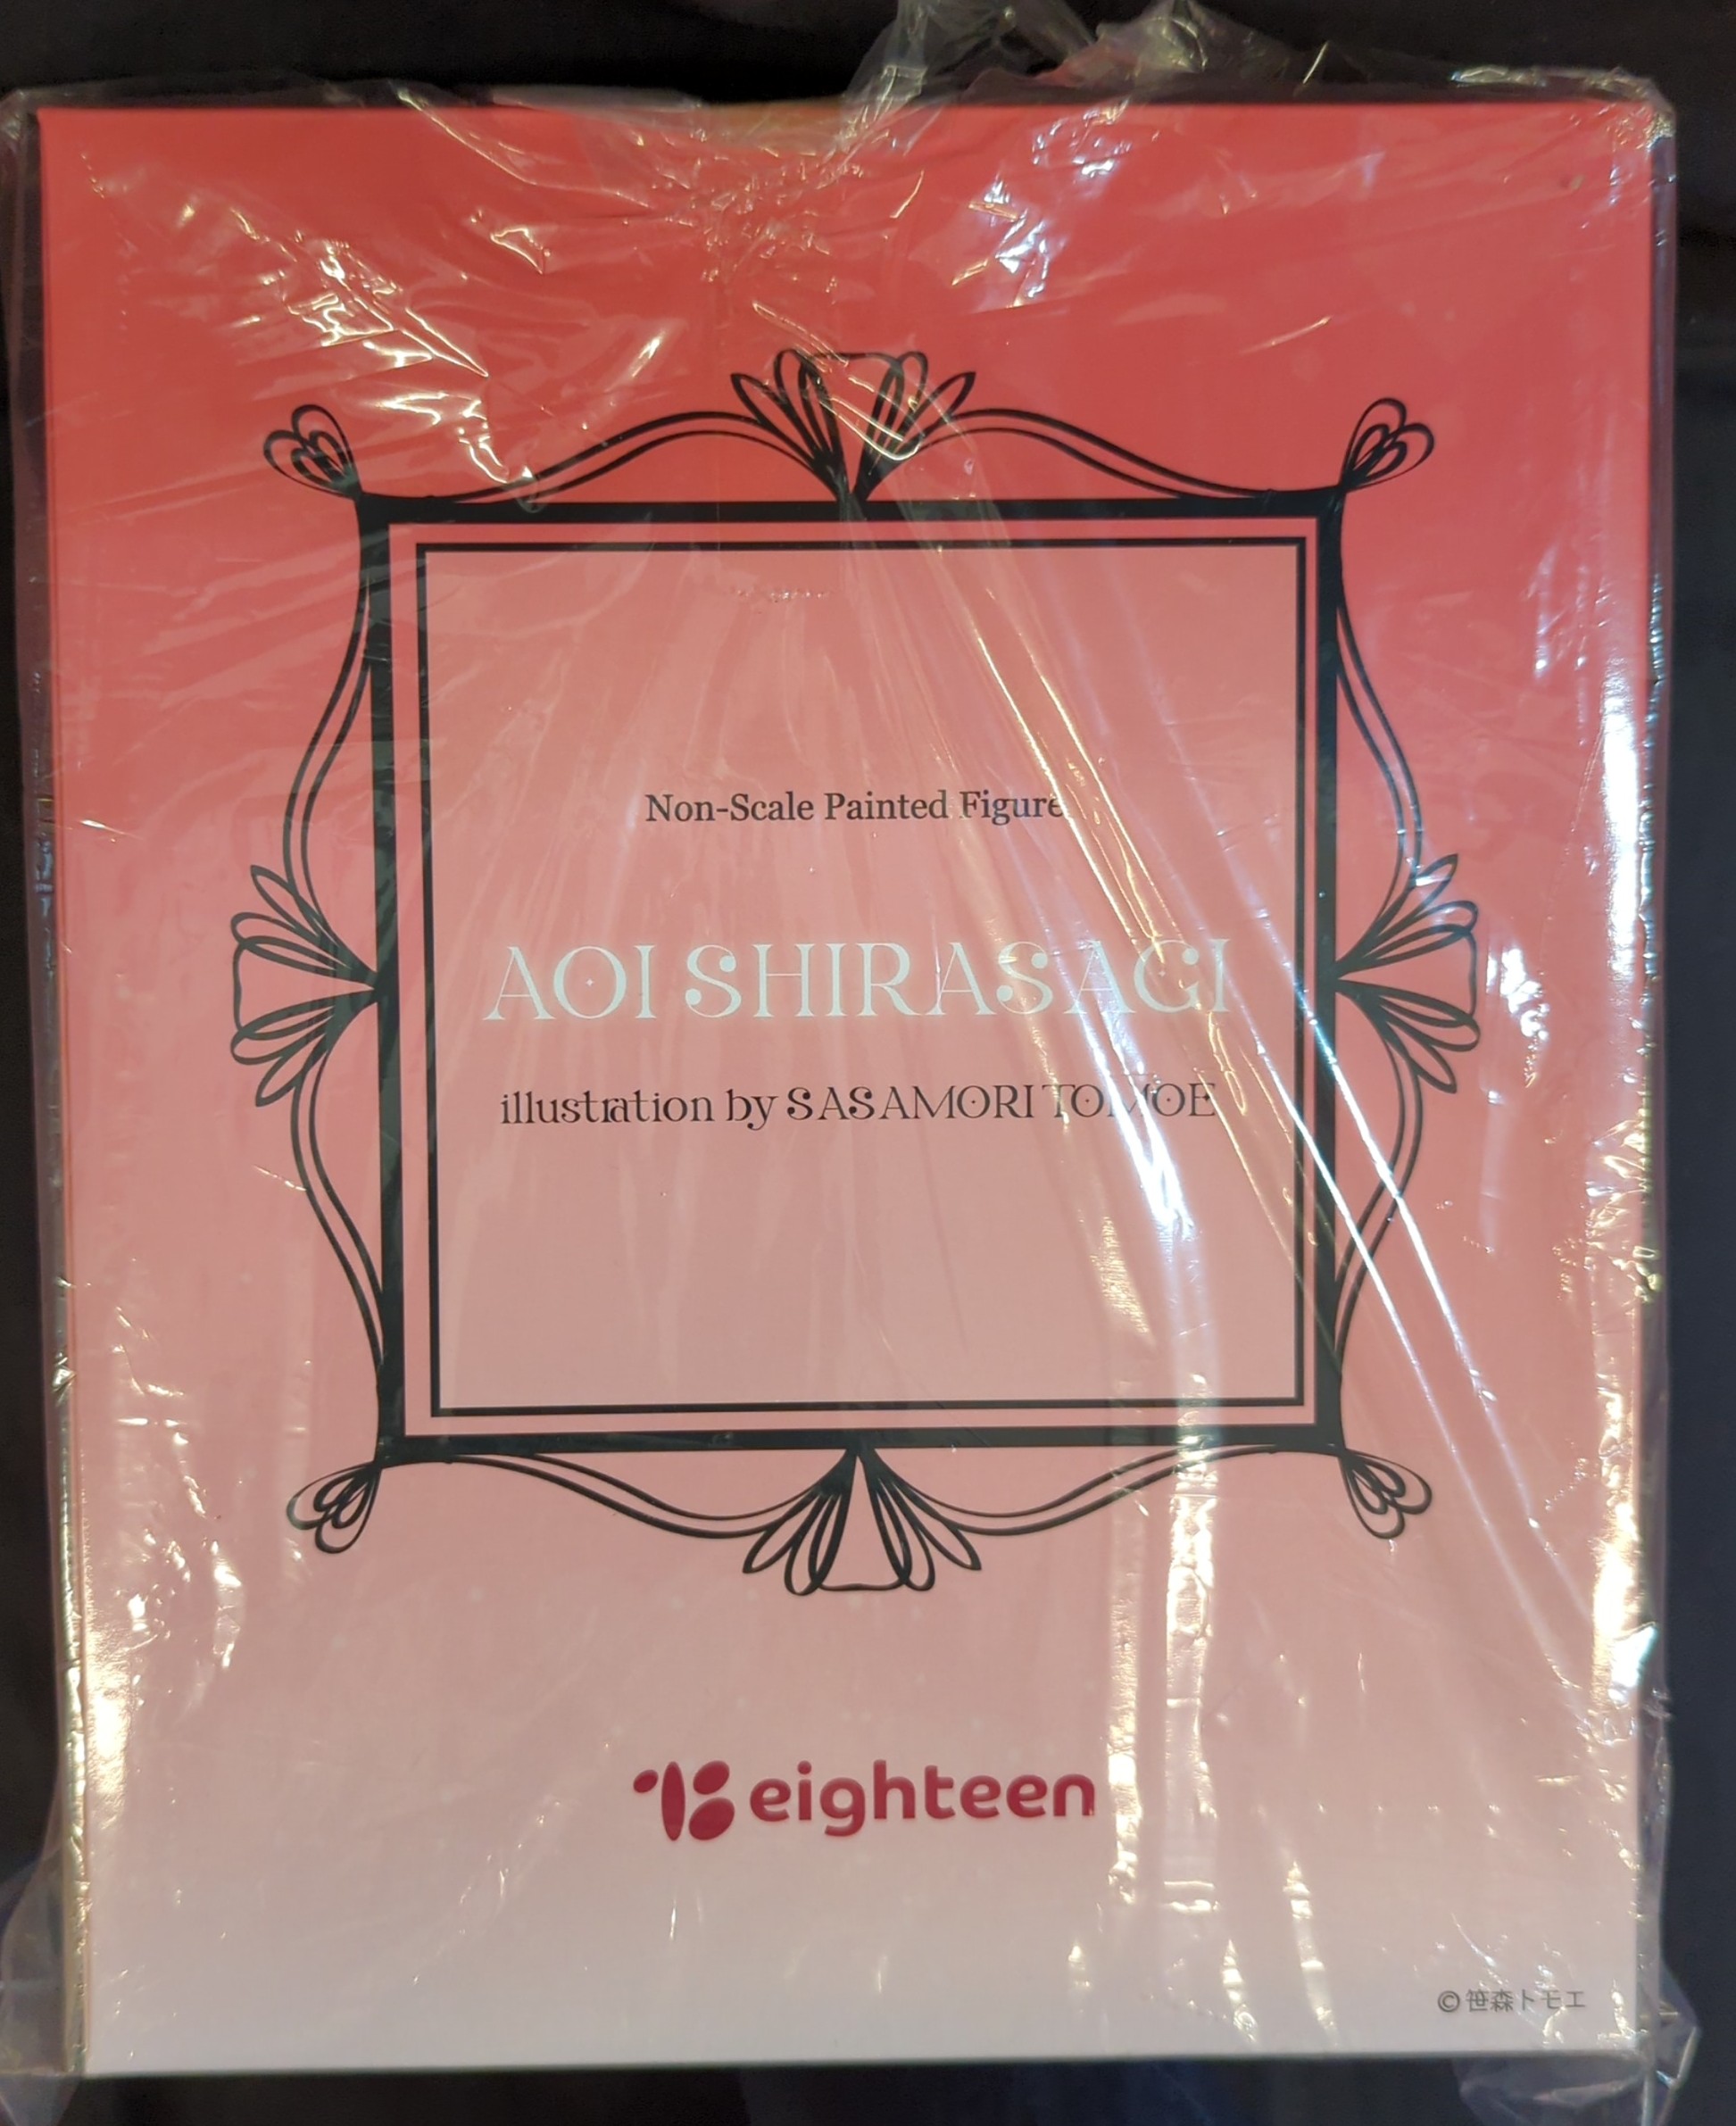 Non-Scale Painted Figure
AOI SHIRASAGI
illustration by SASAMORI TOMOE
eighteen
©笹森トモエ